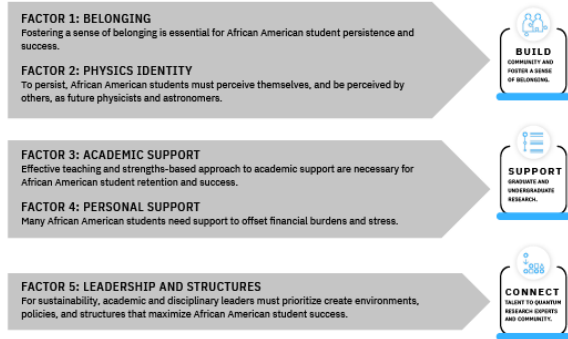 FACTOR 1: BELONGING
Fostering a sense of belonging is essential for African American student persistence and
success.
FACTOR 2: PHYSICS IDENTITY
To persist, African American students must perceive themselves, and be perceived by
others, as future physicists and astronomers.
BUILD
COMMUNITY AND
FOSTER A SENSE
OF BELONGING.
FACTOR 3: ACADEMIC SUPPORT
Effective teaching and strengths-based approach to academic support are necessary for
African American student retention and success.
FACTOR 4: PERSONAL SUPPORT
Many African American students need support to offset financial burdens and stress.
SUPPORT
GRADUATE AND
UNDERGRADUATE
RESEARCH.
FACTOR 5: LEADERSHIP AND STRUCTURES
For sustainability, academic and disciplinary leaders must prioritize create environments,
policies, and structures that maximize African American student success.
CONNECT
TALENT TO QUANTUM
RESEARCH EXPERTS
AND COMMUNITY.